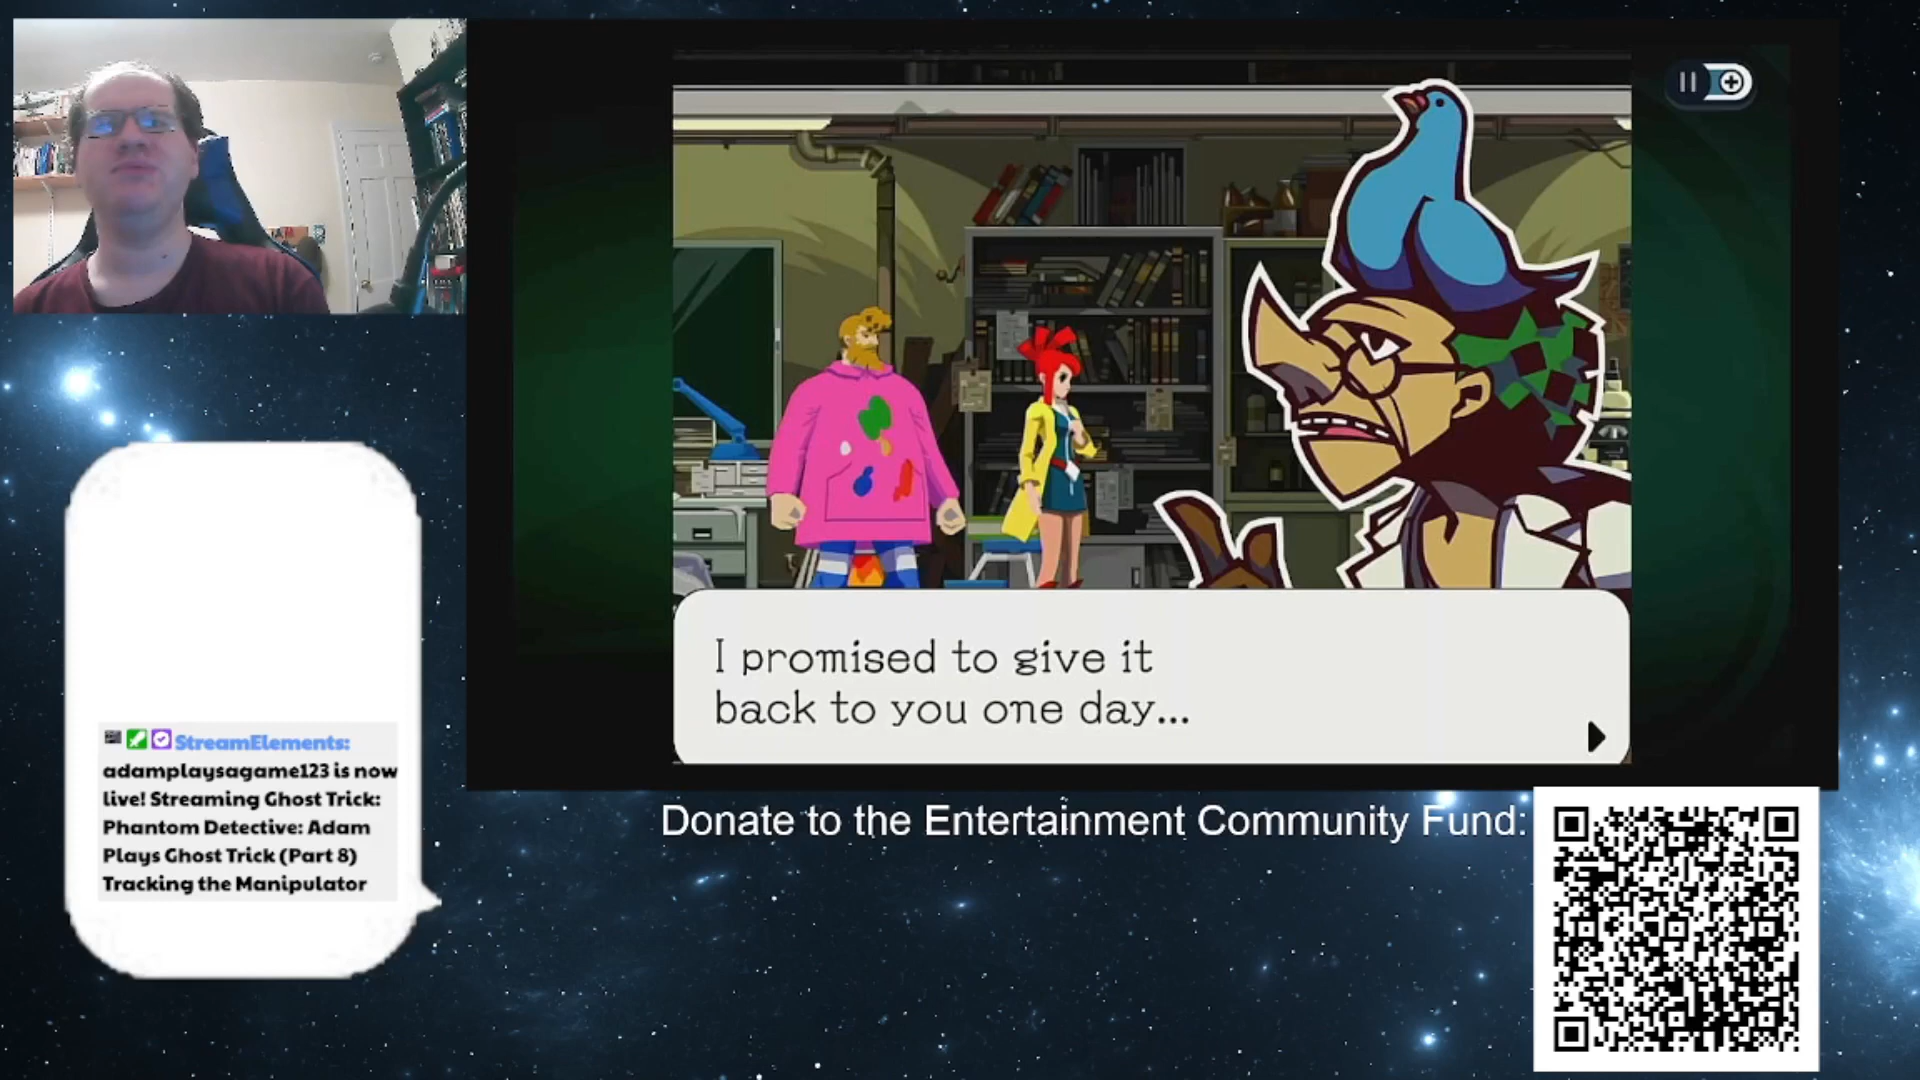 I promised to give it
back to you one day...
StreamElements:
adamplaysagame123 is now
live! Streaming Ghost Trick:
Phantom Detective: Adam
Plays Ghost Trick (Part 8)
Tracking the Manipulator
Donate to the Entertainment Community Fund: